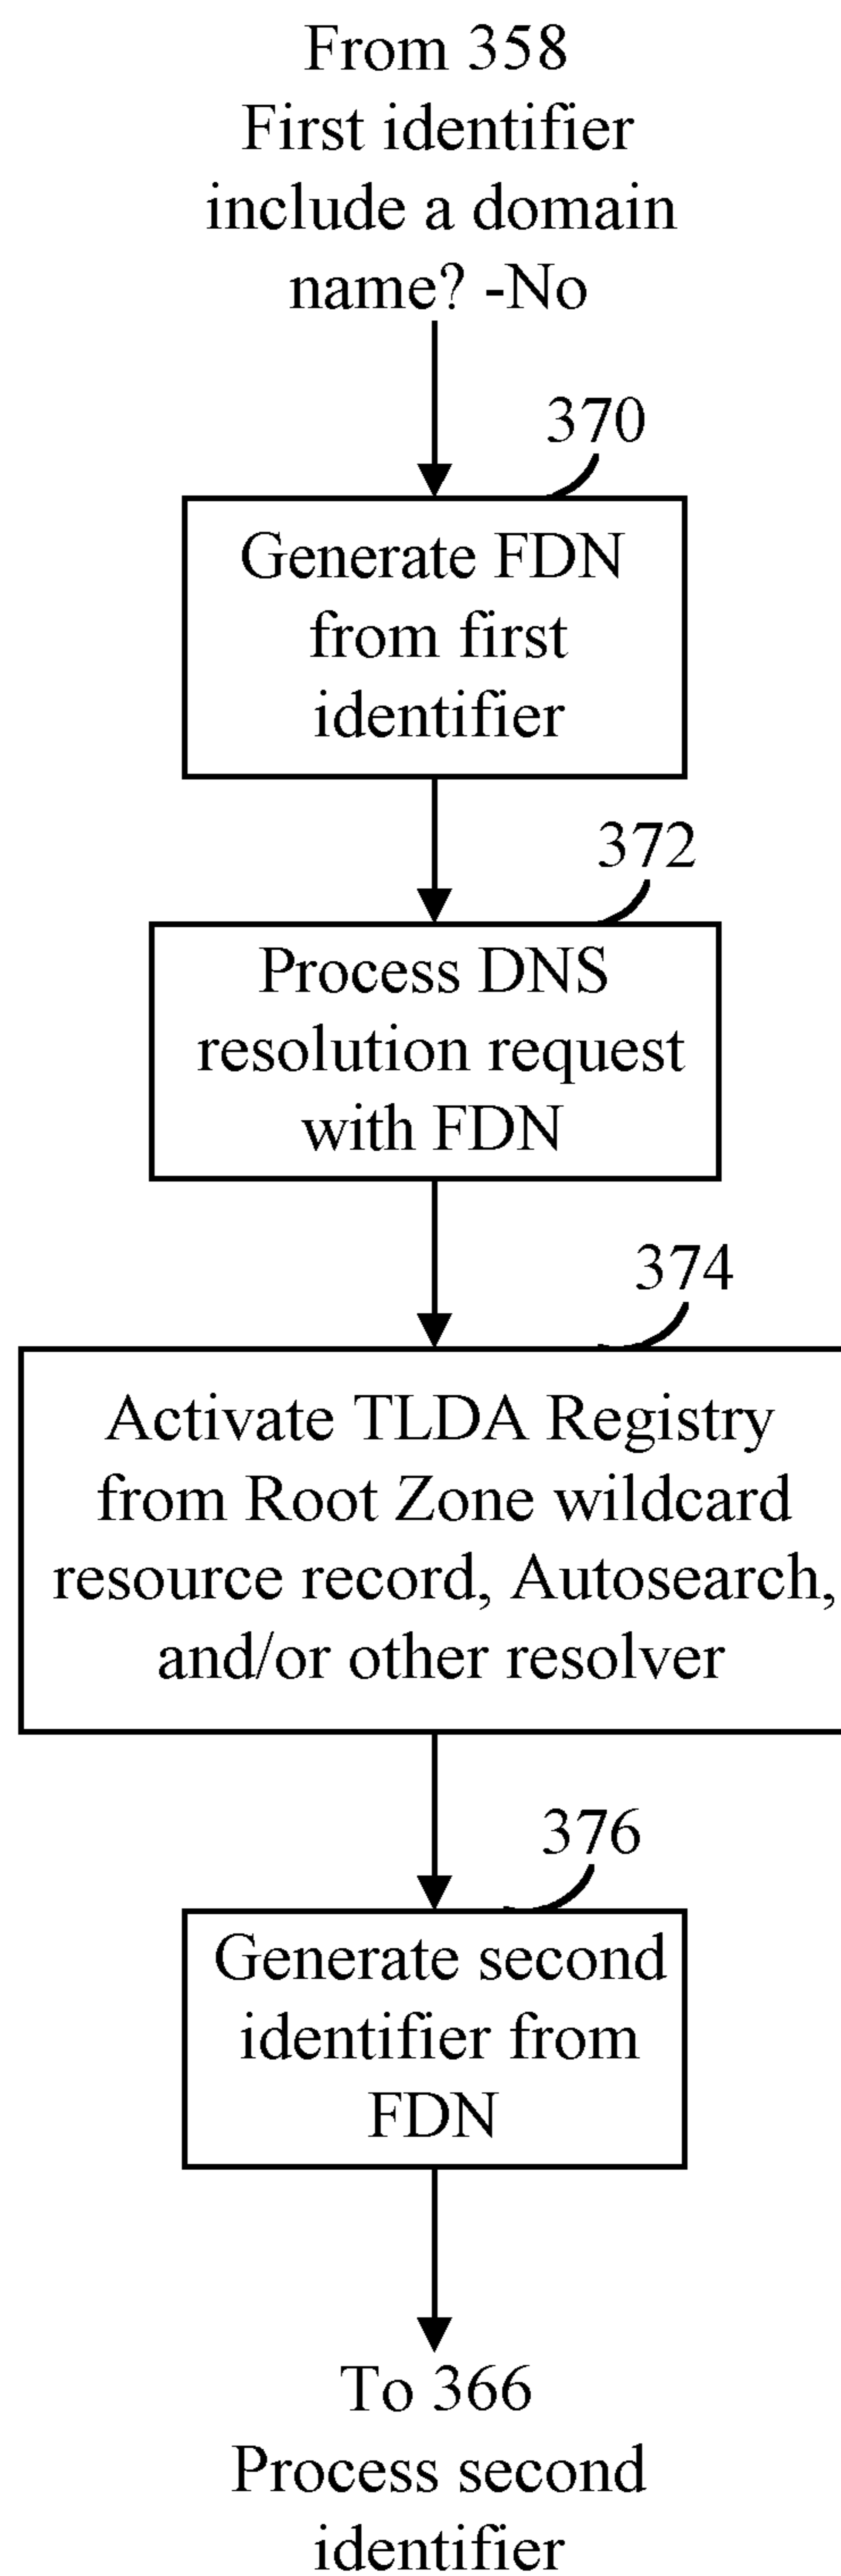 From 358
First identifier
include a domain
name? -No
370
Generate FDN
from first
identifier
372
Process DNS
resolution request
with FDN
374
Activate TLDA Registry
from Root Zone wildcard
resource record, Autosearch,
and/or other resolver
376
Generate second
identifier from
FDN
To 366
Process second
identifier